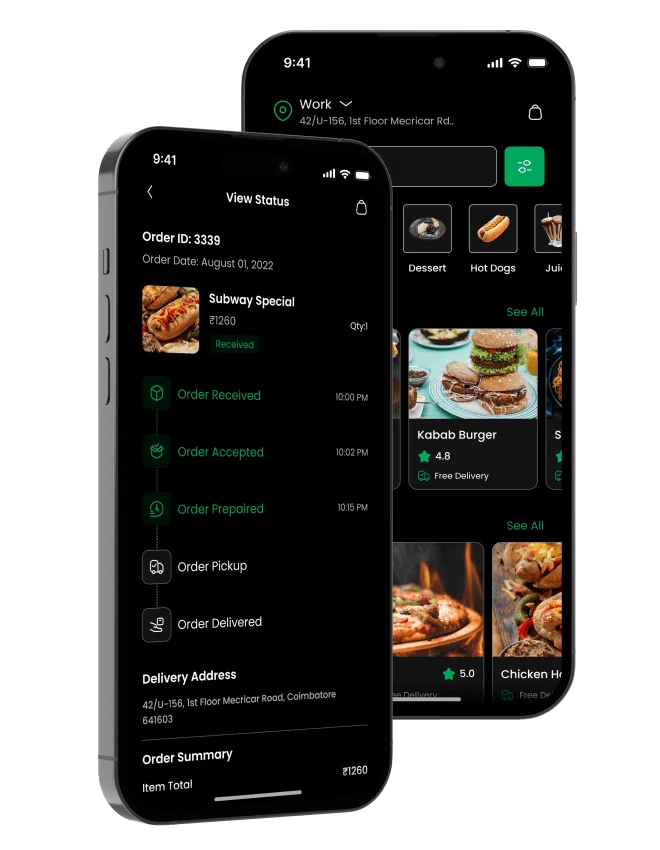 9:41
View Status
Order ID: 3339
Order Date: August 01, 2022
Subway Special
₹1260
Qty:1
Received
Order Received 10:00 PM
Order Accepted 10:02 PM
Order Prepaired 10:15 PM
Order Pickup
Order Delivered
Delivery Address
42/U-156, 1st Floor Mecricar Road, Coimbatore
641603
Order Summary
Item Total ₹1260
9:41
Work
42/U-156, 1st Floor Mecricar Rd..
Dessert
Hot Dogs
See All
Kabab Burger
4.8
Free Delivery
See All
5.0
Chicken
Delivery
Free